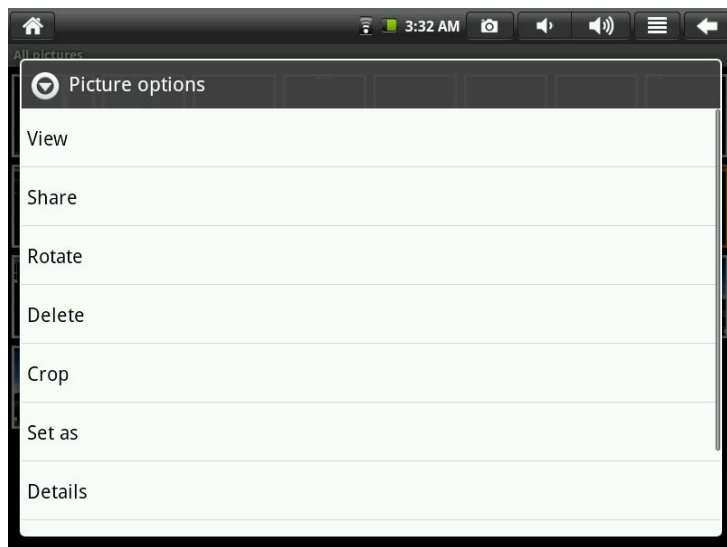 3:32 AM
All pictures
Picture options
View
Share
Rotate
Delete
Crop
Set as
Details